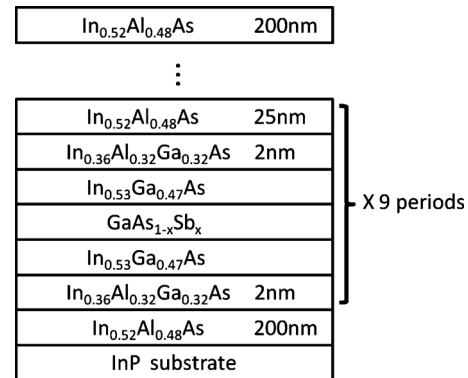 In0.52Al0.48As 200nm
⋮
In0.52Al0.48As 25nm
In0.36Al0.32Ga0.32As 2nm
In0.53Ga0.47As
GaAs1-xSbx
In0.53Ga0.47As
In0.36Al0.32Ga0.32As 2nm
X 9 periods
In0.52Al0.48As 200nm
InP substrate